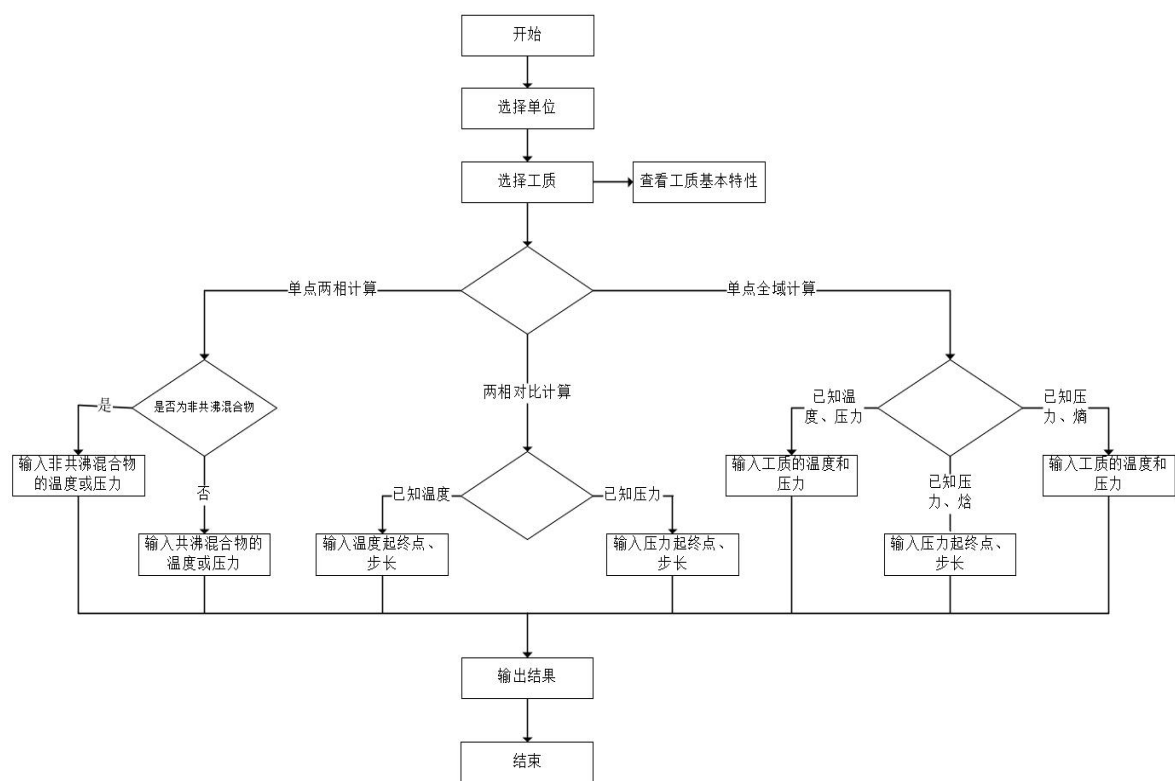 开始
选择单位
选择工质
查看工质基本特性
单点两相计算
单点全域计算
两相对比计算
是否为非共沸混合物
是
否
已知温
度、压力
已知压
力、熵
已知压
力、焓
输入非共沸混合物
的温度或压力
输入工质的温度和
压力
输入工质的温度和
压力
已知温度
已知压力
输入共沸混合物的
温度或压力
输入温度起终点、
步长
输入压力起终点、
步长
输入压力起终点、
步长
输出结果
结束